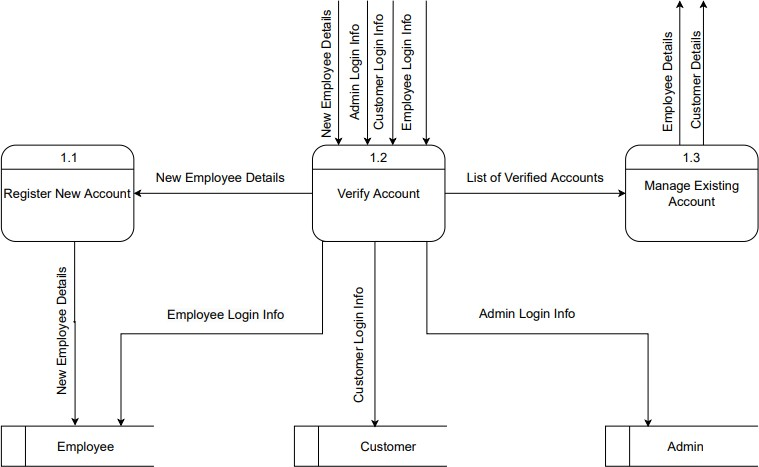 New Employee Details
Admin Login Info
Customer Login Info
Employee Login Info
Employee Details
Customer Details
1.1
Register New Account
New Employee Details
1.2
Verify Account
List of Verified Accounts
1.3
Manage Existing
Account
New Employee Details
Employee Login Info
Customer Login Info
Admin Login Info
Employee
Customer
Admin